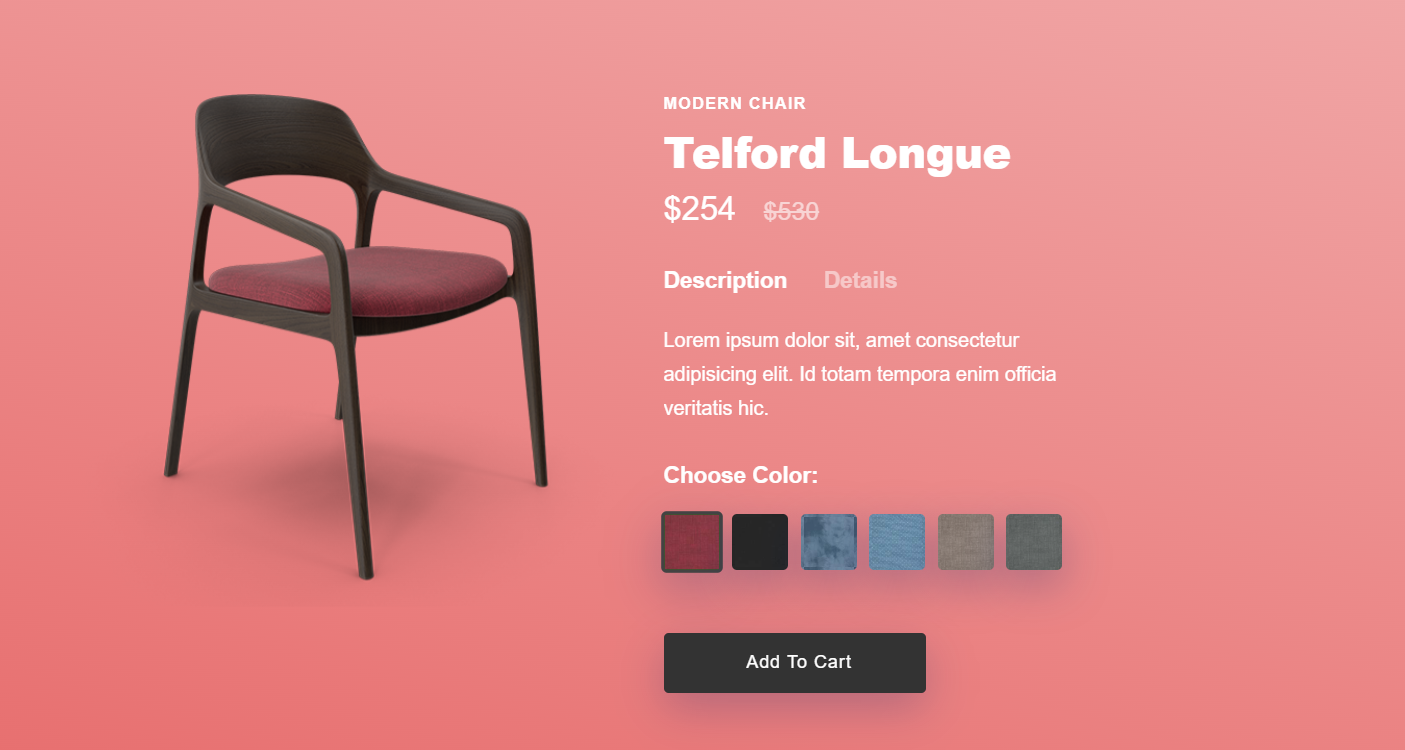 MODERN CHAIR
Telford Longue
$254 $530
Description Details
Lorem ipsum dolor sit, amet consectetur
adipisicing elit. Id totam tempora enim officia
veritatis hic.
Choose Color:
Add To Cart